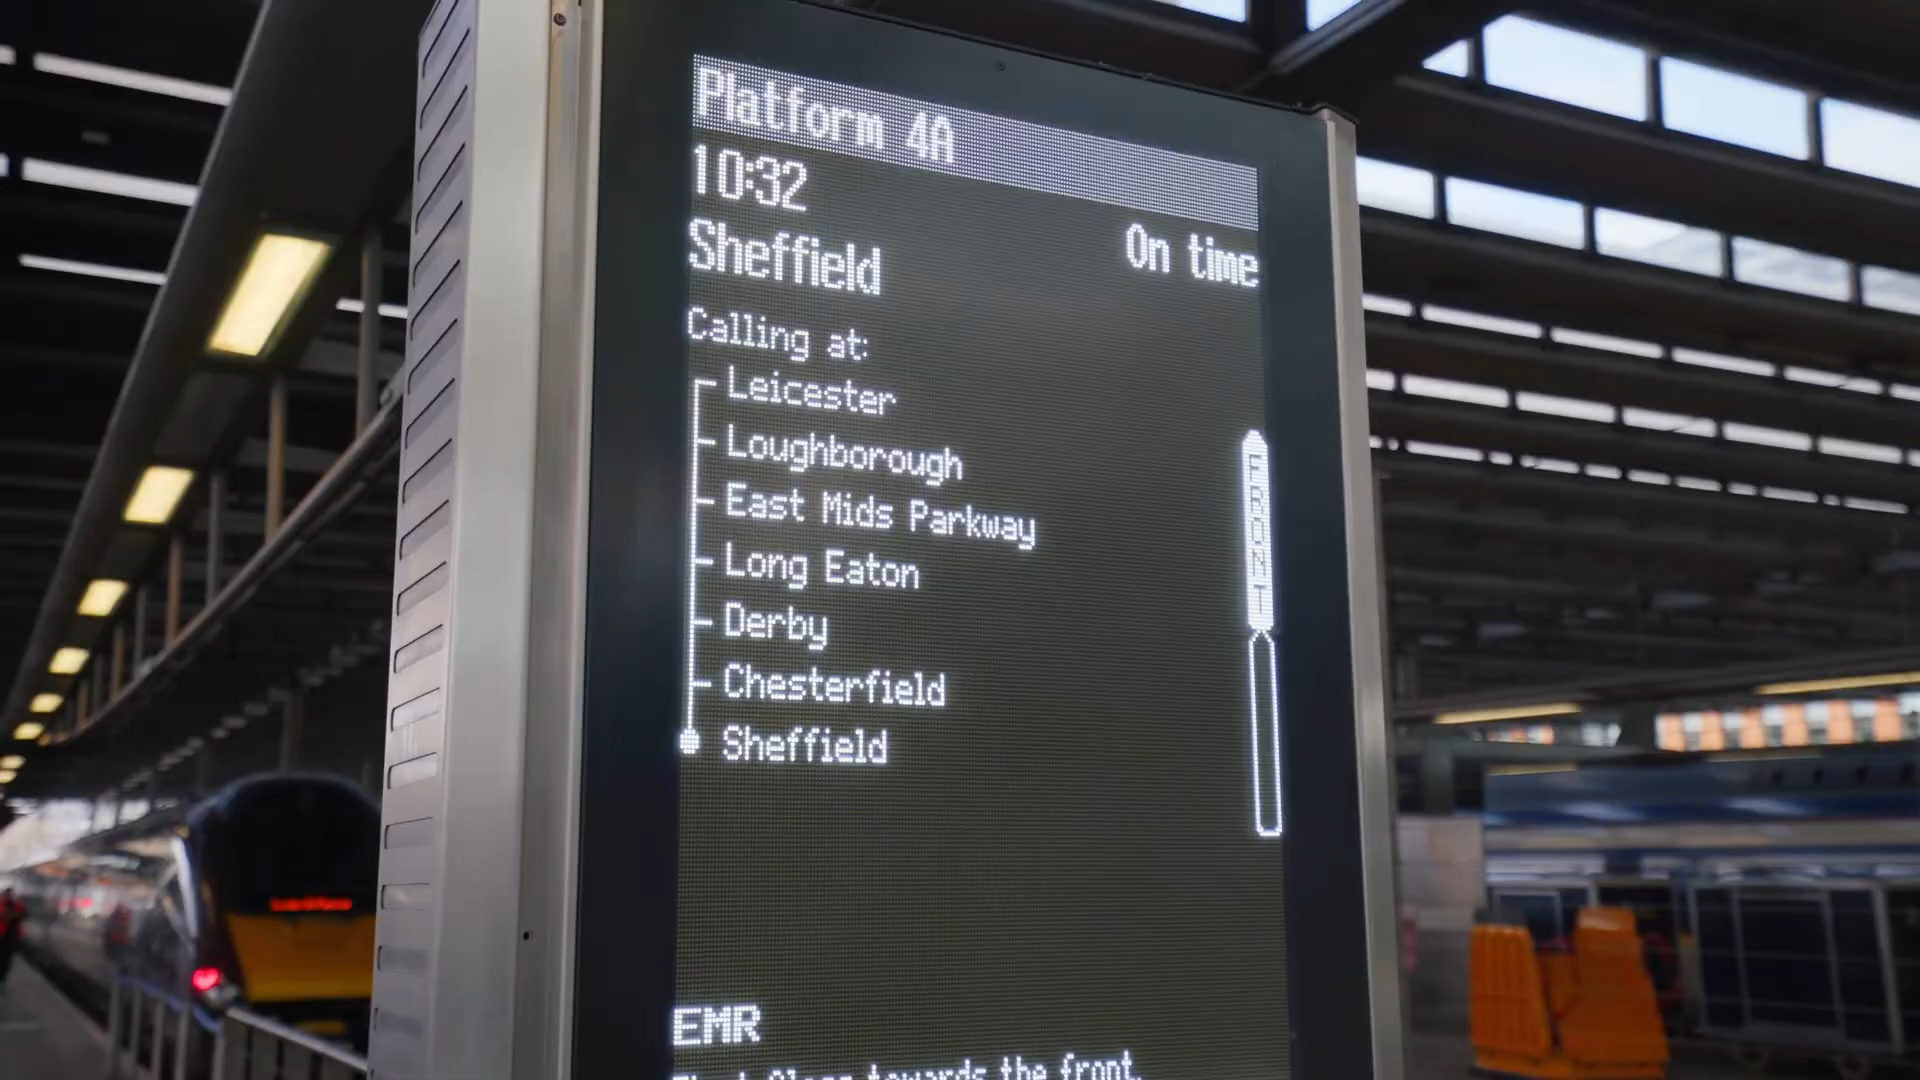 Platform 4A
10:32
Sheffield On time
Calling at:
Leicester
Loughborough
East Mids Parkway
Long Eaton
Derby
Chesterfield
Sheffield
FRONT
EMR
Class towards the front.